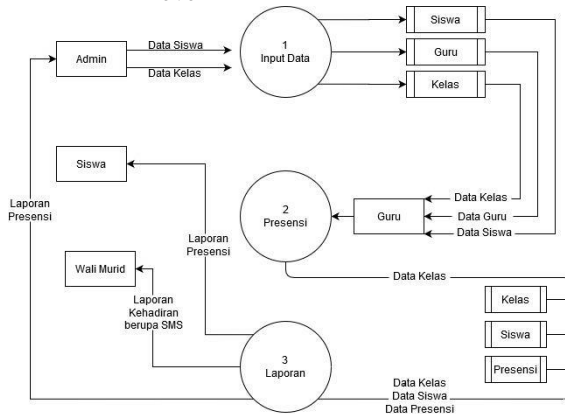 Admin
Data Siswa
Data Kelas
1
Input Data
Siswa
Guru
Kelas
Siswa
Laporan
Presensi
2
Presensi
Guru
Data Kelas
Data Guru
Data Siswa
Laporan
Presensi
Wali Murid
Laporan
Kehadiran
berupa SMS
Data Kelas
Kelas
Siswa
Presensi
3
Laporan
Data Kelas
Data Siswa
Data Presensi